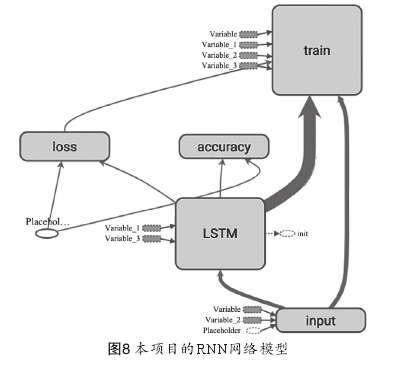 Variable
Variable_1
Variable_2
Variable_3
train
loss
accuracy
Placehol...
Variable_1
Variable_3
LSTM
init
Variable
Variable_2
Placeholder
input
图8 本项目的RNN网络模型